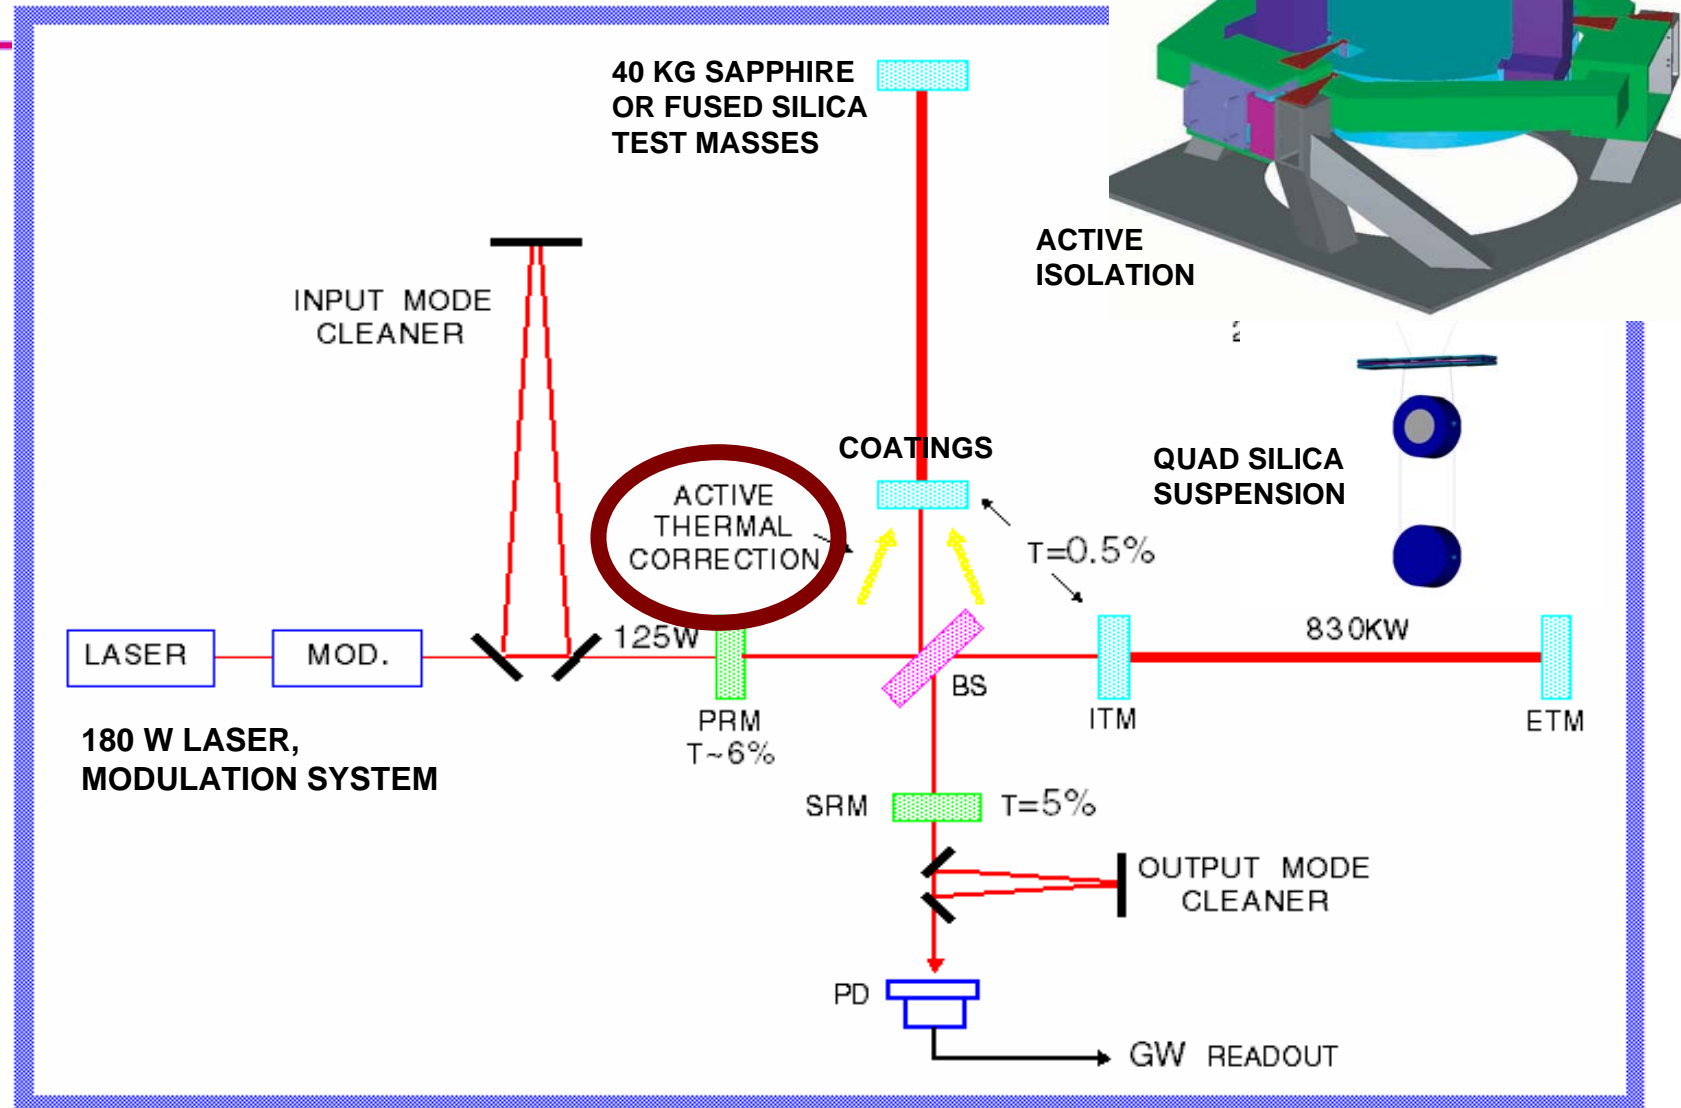 40 KG SAPPHIRE
OR FUSED SILICA
TEST MASSES
ACTIVE
ISOLATION
INPUT MODE
CLEANER
COATINGS
QUAD SILICA
SUSPENSION
ACTIVE
THERMAL
CORRECTION
T=0.5%
LASER
MOD.
125W
830KW
BS
PRM
T~6%
ITM
ETM
180 W LASER,
MODULATION SYSTEM
SRM
T=5%
OUTPUT MODE
CLEANER
PD
GW READOUT